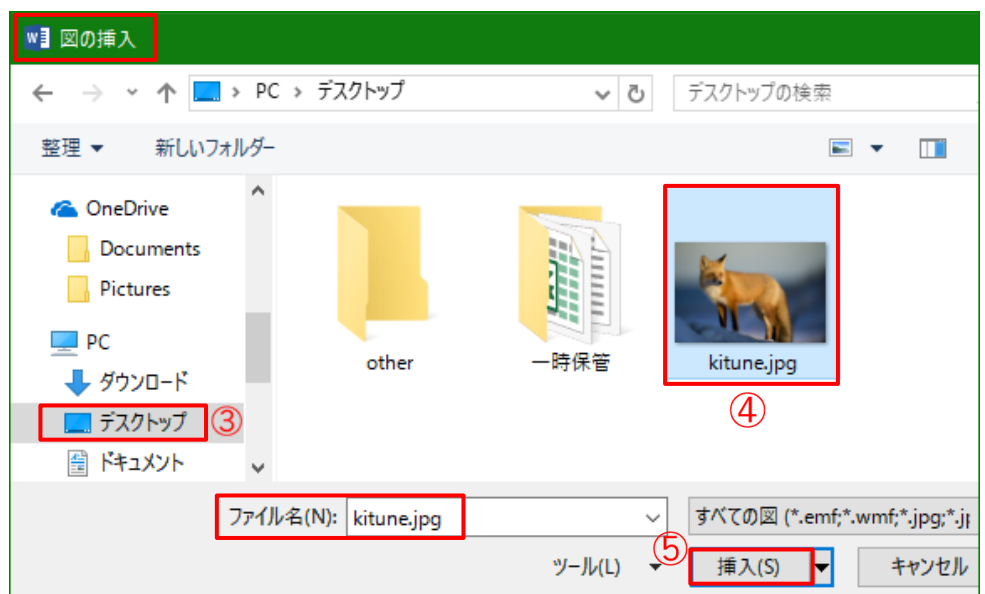 図の挿入
PC › デスクトップ
デスクトップの検索
整理 新しいフォルダー
OneDrive
Documents
Pictures
PC
ダウンロード
デスクトップ ③
ドキュメント
other
一時保管
kitune.jpg
④
ファイル名(N): kitune.jpg
すべての図 (*.emf;*.wmf;*.jpg;*.j
ツール(L)
⑤ 挿入(S)
キャンセル